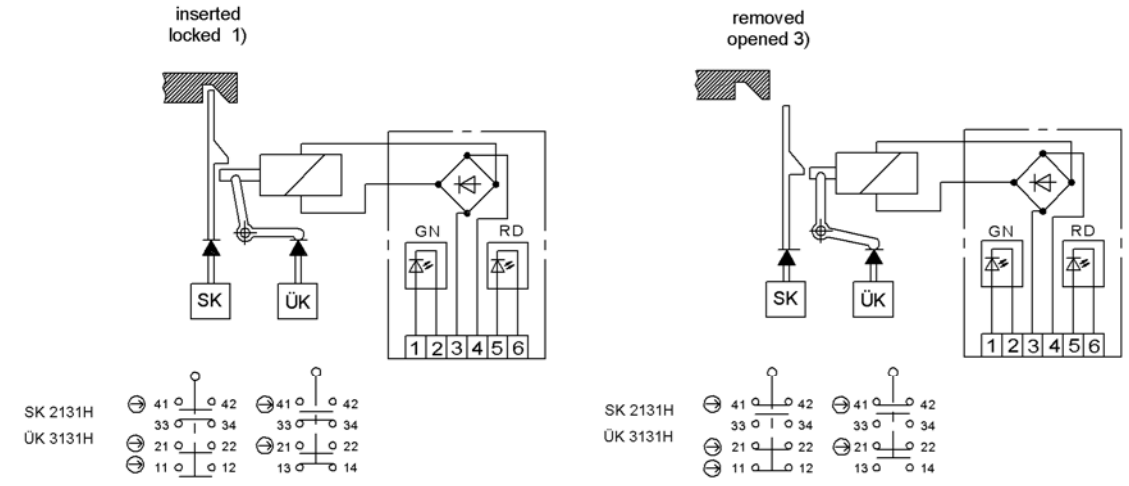 inserted
locked 1)
GN RD
SK ÜK
1 2 3 4 5 6
SK 2131H
ÜK 3131H
41 42
33 34
21 22
11 12
41 42
33 34
21 22
13 14
removed
opened 3)
GN RD
SK ÜK
1 2 3 4 5 6
SK 2131H
ÜK 3131H
41 42
33 34
21 22
11 12
41 42
33 34
21 22
13 14